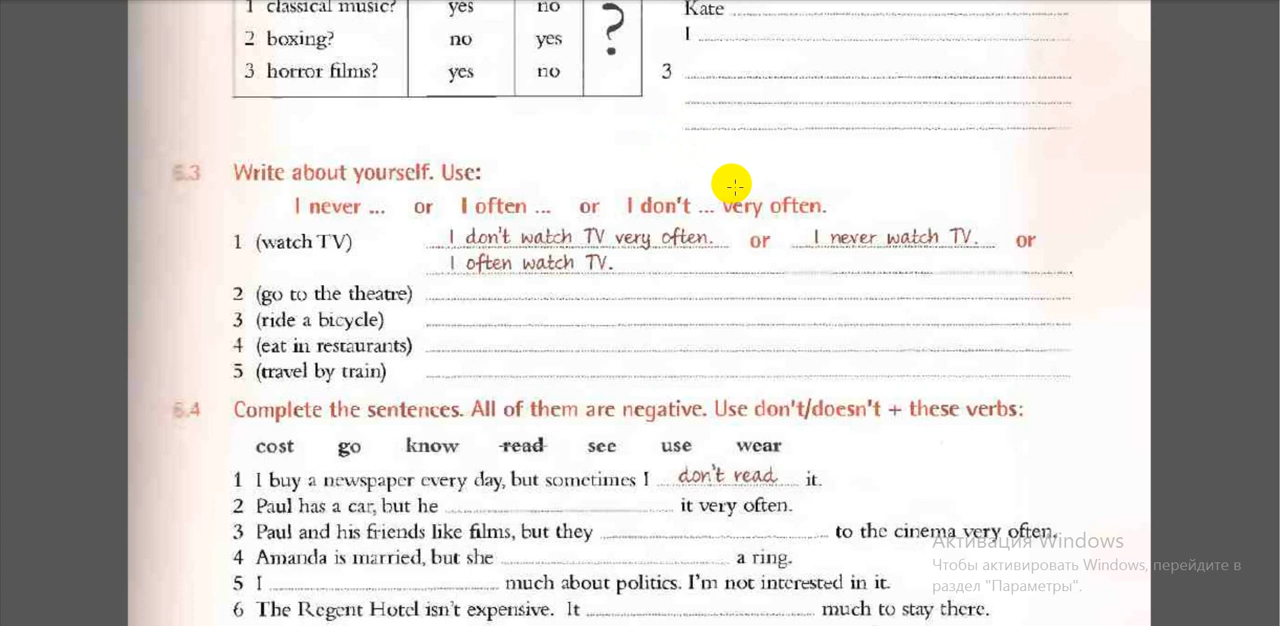 1 classical music? yes no Kate
2 boxing? no yes ? I
3 horror films? yes no 3
6.3 Write about yourself. Use:
I never ... or I often ... or I don't ... very often.
1 (watch TV) I don't watch TV very often. or I never watch TV. or
I often watch TV.
2 (go to the theatre)
3 (ride a bicycle)
4 (eat in restaurants)
5 (travel by train)
6.4 Complete the sentences. All of them are negative. Use don't/doesn't + these verbs:
cost go know read see use wear
1 I buy a newspaper every day, but sometimes I don't read it.
2 Paul has a car, but he it very often.
3 Paul and his friends like films, but they to the cinema very often.
4 Amanda is married, but she a ring.
5 I much about politics. I'm not interested in it.
6 The Regent Hotel isn't expensive. It much to stay there.
Активация Windows
Чтобы активировать Windows, перейдите в
раздел "Параметры".